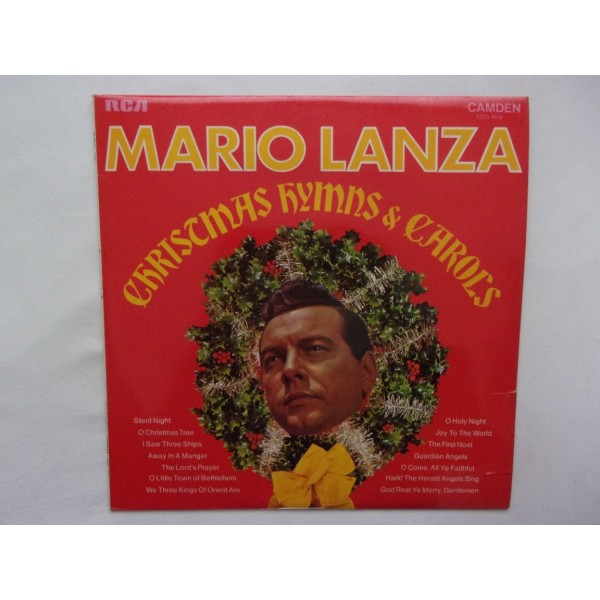 RCA
CAMDEN
MARIO LANZA
CHRISTMAS HYMNS & CAROLS
Silent Night
O Christmas Tree
I Saw Three Ships
Away In A Manger
The Lord's Prayer
O Little Town of Bethlehem
We Three Kings Of Orient Are
O Holy Night
Joy To The World
The First Noel
Guardian Angels
O Come, All Ye Faithful
Hark! The Herald Angels Sing
God Rest Ye Merry, Gentlemen